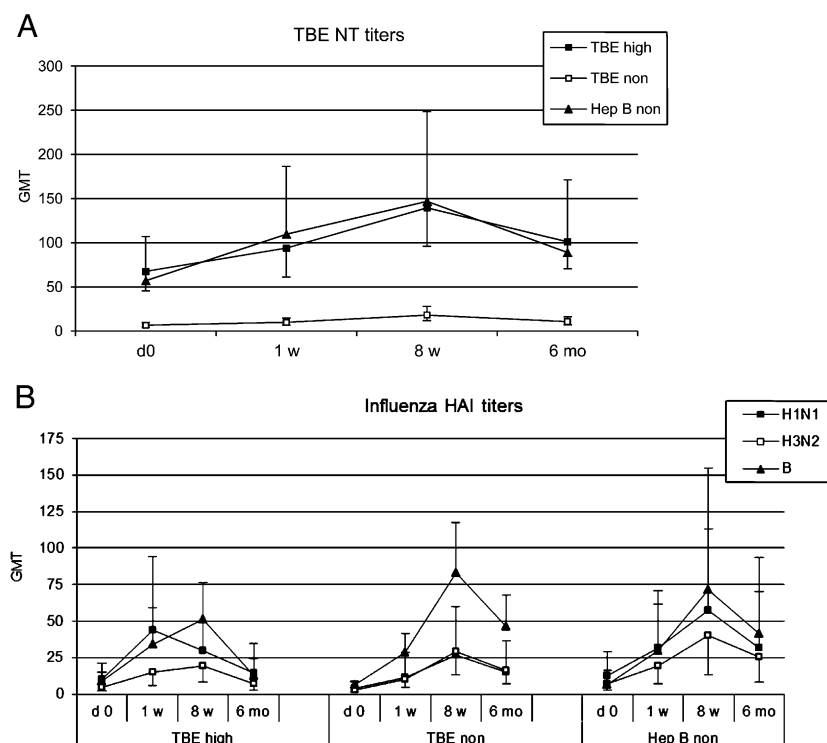 A
TBE NT titers
TBE high
TBE non
Hep B non
300
250
200
150
100
50
0
GMT
d0 1 w 8 w 6 mo
B
Influenza HAI titers
H1N1
H3N2
B
175
150
125
100
75
50
25
0
GMT
d 0 1 w 8 w 6 mo d 0 1 w 8 w 6 mo d 0 1 w 8 w 6 mo
TBE high TBE non Hep B non